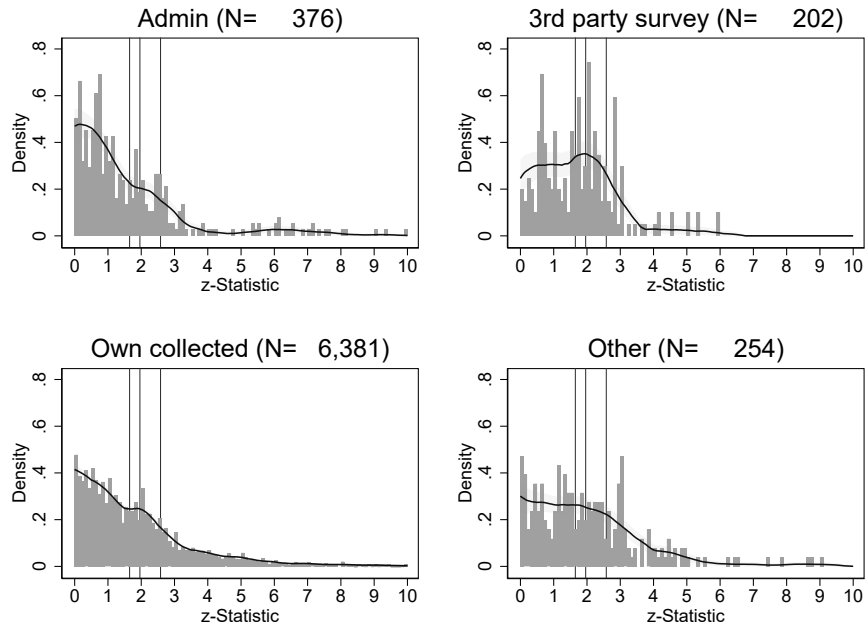 Admin (N= 376)
Density
0 .2 .4 .6 .8
0 1 2 3 4 5 6 7 8 9 10
z-Statistic
3rd party survey (N= 202)
Density
0 .2 .4 .6 .8
0 1 2 3 4 5 6 7 8 9 10
z-Statistic
Own collected (N= 6,381)
Density
0 .2 .4 .6 .8
0 1 2 3 4 5 6 7 8 9 10
z-Statistic
Other (N= 254)
Density
0 .2 .4 .6 .8
0 1 2 3 4 5 6 7 8 9 10
z-Statistic